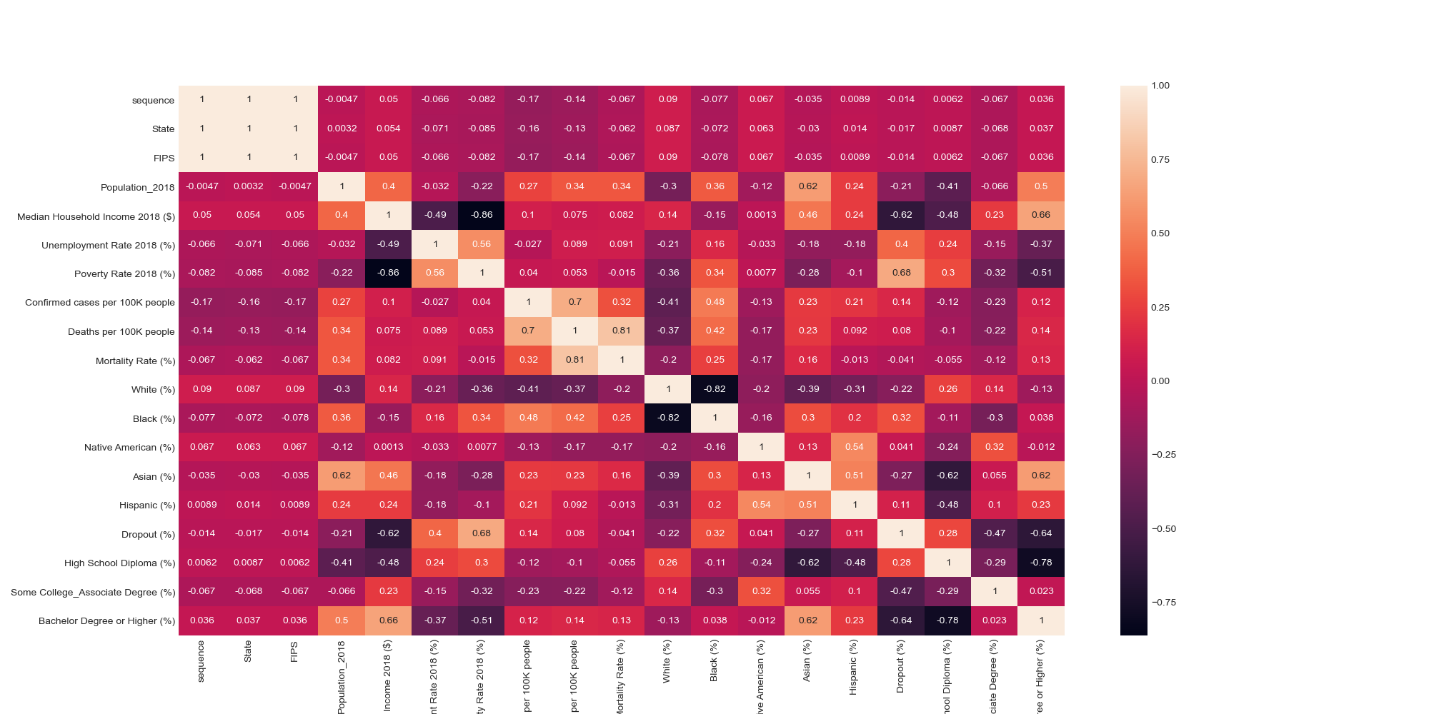 sequence 1 1 1 -0.0047 0.05 -0.066 -0.082 -0.17 -0.14 -0.067 0.09 -0.077 0.067 -0.035 0.0089 -0.014 0.0062 -0.067 0.036 1.00
State 1 1 1 0.0032 0.054 -0.071 -0.085 -0.16 -0.13 -0.062 0.087 -0.072 0.063 -0.03 0.014 -0.017 0.0087 -0.068 0.037
FIPS 1 1 1 -0.0047 0.05 -0.066 -0.082 -0.17 -0.14 -0.067 0.09 -0.078 0.067 -0.035 0.0089 -0.014 0.0062 -0.067 0.036 0.75
Population_2018 -0.0047 0.0032 -0.0047 1 0.4 -0.032 -0.22 0.27 0.34 0.34 -0.3 0.36 -0.12 0.62 0.24 -0.21 -0.41 -0.066 0.5
Median Household Income 2018 ($) 0.05 0.054 0.05 0.4 1 -0.49 -0.86 0.1 0.075 0.082 0.14 -0.15 0.0013 0.46 0.24 -0.62 -0.48 0.23 0.66 0.50
Unemployment Rate 2018 (%) -0.066 -0.071 -0.066 -0.032 -0.49 1 0.56 -0.027 0.089 0.091 -0.21 0.16 -0.033 -0.18 -0.18 0.4 0.24 -0.15 -0.37
Poverty Rate 2018 (%) -0.082 -0.085 -0.082 -0.22 -0.86 0.56 1 0.04 0.053 -0.015 -0.36 0.34 0.0077 -0.28 -0.1 0.68 0.3 -0.32 -0.51
Confirmed cases per 100K people -0.17 -0.16 -0.17 0.27 0.1 -0.027 0.04 1 0.7 0.32 -0.41 0.48 -0.13 0.23 0.21 0.14 -0.12 -0.23 0.12 0.25
Deaths per 100K people -0.14 -0.13 -0.14 0.34 0.075 0.089 0.053 0.7 1 0.81 -0.37 0.42 -0.17 0.23 0.092 0.08 -0.1 -0.22 0.14
Mortality Rate (%) -0.067 -0.062 -0.067 0.34 0.082 0.091 -0.015 0.32 0.81 1 -0.2 0.25 -0.17 0.16 -0.013 -0.041 -0.055 -0.12 0.13 0.00
White (%) 0.09 0.087 0.09 -0.3 0.14 -0.21 -0.36 -0.41 -0.37 -0.2 1 -0.82 -0.2 -0.39 -0.31 -0.22 0.26 0.14 -0.13
Black (%) -0.077 -0.072 -0.078 0.36 -0.15 0.16 0.34 0.48 0.42 0.25 -0.82 1 -0.16 0.3 0.2 0.32 -0.11 -0.3 0.038
Native American (%) 0.067 0.063 0.067 -0.12 0.0013 -0.033 0.0077 -0.13 -0.17 -0.17 -0.2 -0.16 1 0.13 0.54 0.041 -0.24 0.32 -0.012 −0.25
Asian (%) -0.035 -0.03 -0.035 0.62 0.46 -0.18 -0.28 0.23 0.23 0.16 -0.39 0.3 0.13 1 0.51 -0.27 -0.62 0.055 0.62
Hispanic (%) 0.0089 0.014 0.0089 0.24 0.24 -0.18 -0.1 0.21 0.092 -0.013 -0.31 0.2 0.54 0.51 1 0.11 -0.48 0.1 0.23
Dropout (%) -0.014 -0.017 -0.014 -0.21 -0.62 0.4 0.68 0.14 0.08 -0.041 -0.22 0.32 0.041 -0.27 0.11 1 0.28 -0.47 -0.64 −0.50
High School Diploma (%) 0.0062 0.0087 0.0062 -0.41 -0.48 0.24 0.3 -0.12 -0.1 -0.055 0.26 -0.11 -0.24 -0.62 -0.48 0.28 1 -0.29 -0.78
Some College_Associate Degree (%) -0.067 -0.068 -0.067 -0.066 0.23 -0.15 -0.32 -0.23 -0.22 -0.12 0.14 -0.3 0.32 0.055 0.1 -0.47 -0.29 1 0.023 −0.75
Bachelor Degree or Higher (%) 0.036 0.037 0.036 0.5 0.66 -0.37 -0.51 0.12 0.14 0.13 -0.13 0.038 -0.012 0.62 0.23 -0.64 -0.78 0.023 1
sequence
State
FIPS
Population_2018
Income 2018 ($)
nt Rate 2018 (%)
ty Rate 2018 (%)
per 100K people
per 100K people
Mortality Rate (%)
White (%)
Black (%)
ve American (%)
Asian (%)
Hispanic (%)
Dropout (%)
hool Diploma (%)
ciate Degree (%)
ree or Higher (%)